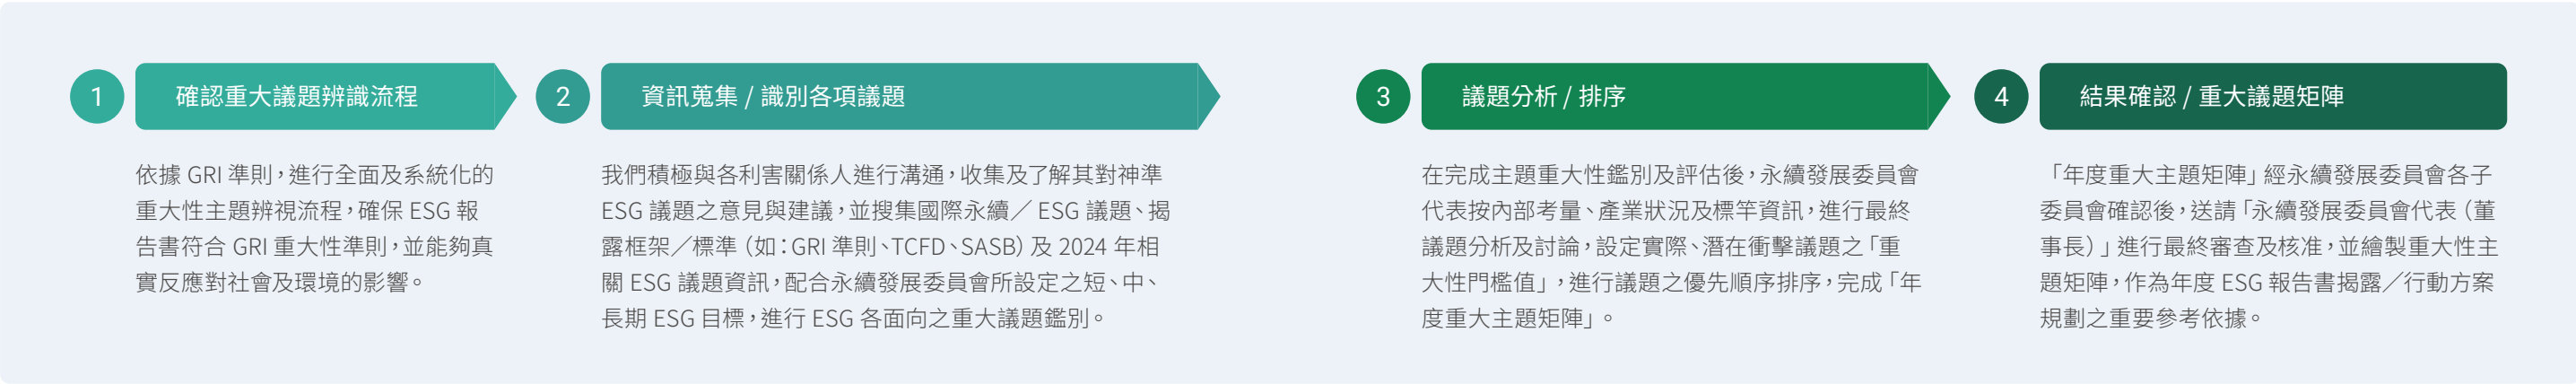 1
確認重大議題辨識流程
依據 GRI 準則，進行全面及系統化的
重大性主題辨視流程，確保 ESG 報
告書符合 GRI 重大性準則，並能夠真
實反應對社會及環境的影響。
2
資訊蒐集 / 識別各項議題
我們積極與各利害關係人進行溝通，收集及了解其對神準
ESG 議題之意見與建議，並搜集國際永續／ ESG 議題、揭
露框架／標準（如：GRI 準則、TCFD、SASB）及 2024 年相
關 ESG 議題資訊，配合永續發展委員會所設定之短、中、
長期 ESG 目標，進行 ESG 各面向之重大議題鑑別。
3
議題分析 / 排序
在完成主題重大性鑑別及評估後，永續發展委員會
代表按內部考量、產業狀況及標竿資訊，進行最終
議題分析及討論，設定實際、潛在衝擊議題之「重
大性門檻值」，進行議題之優先順序排序，完成「年
度重大主題矩陣」。
4
結果確認 / 重大議題矩陣
「年度重大主題矩陣」經永續發展委員會各子
委員會確認後，送請「永續發展委員會代表（董
事長）」進行最終審查及核准，並繪製重大性主
題矩陣，作為年度 ESG 報告書揭露／行動方案
規劃之重要參考依據。